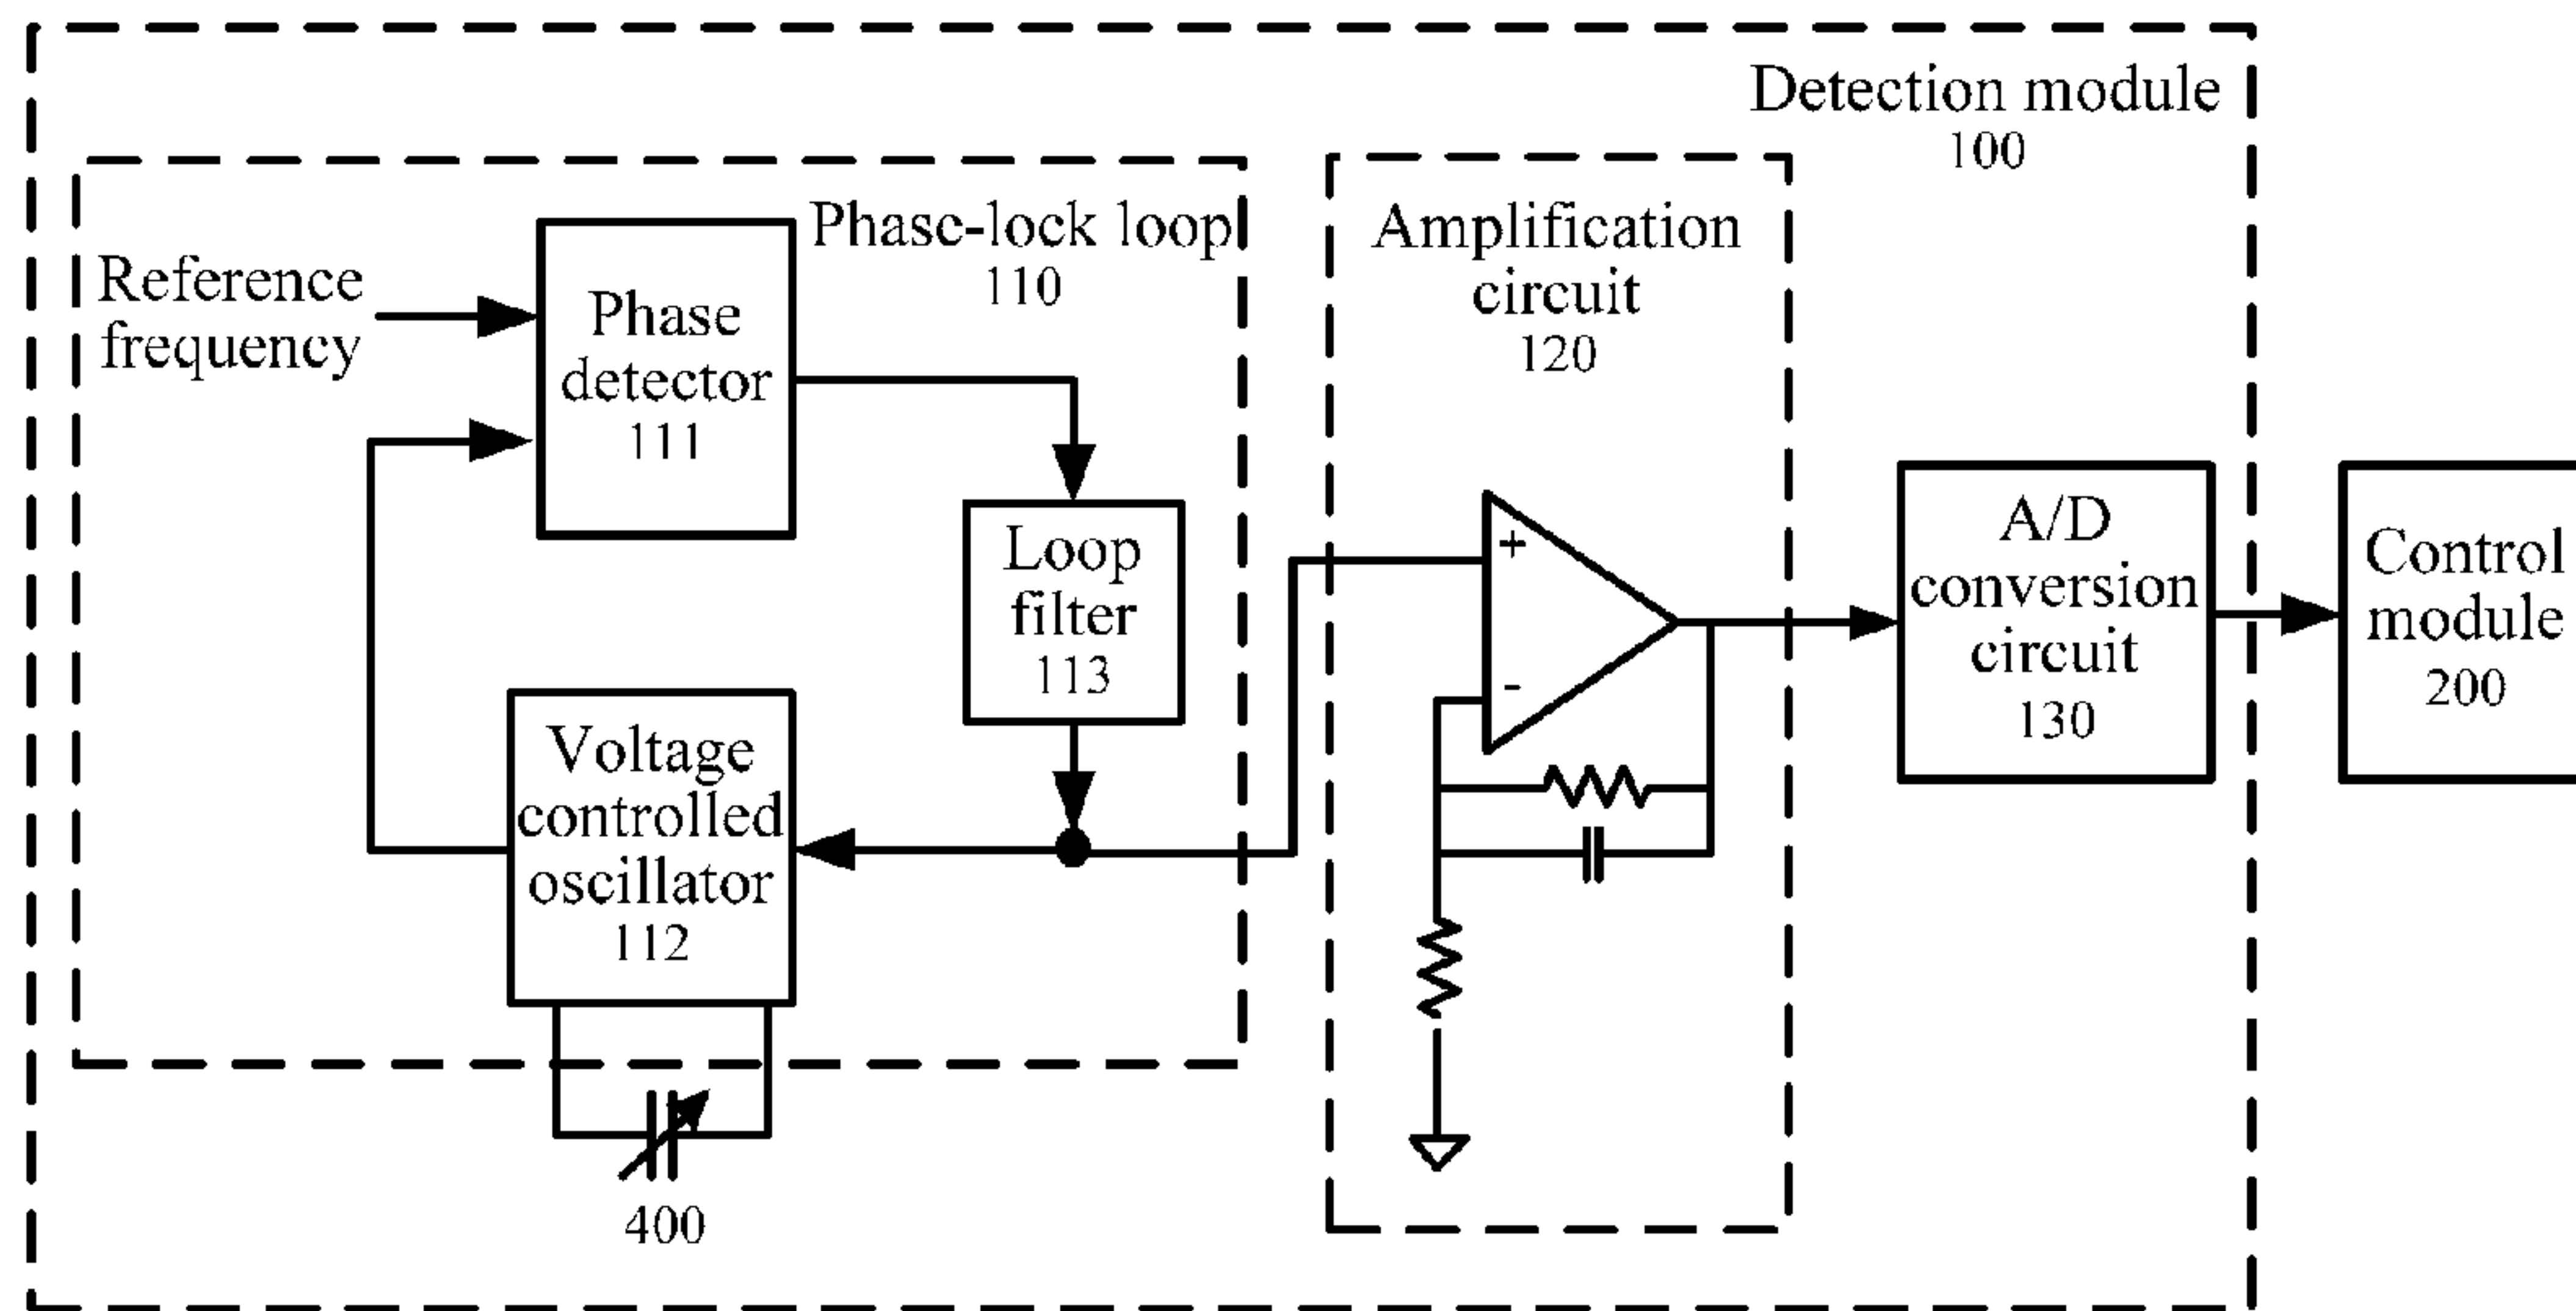 Detection module
100
Phase-lock loop
110
Reference
frequency
Phase
detector
111
Loop
filter
113
Voltage
controlled
oscillator
112
400
Amplification
circuit
120
+
-
A/D
conversion
circuit
130
Control
module
200